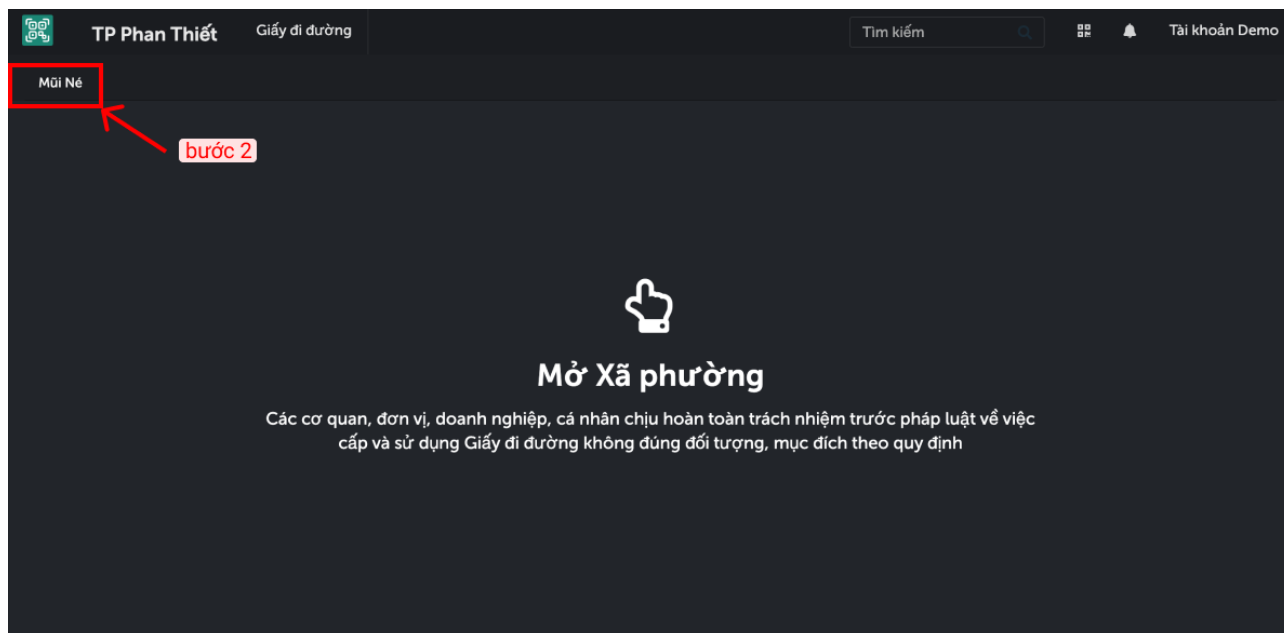 TP Phan Thiết Giấy đi đường Tìm kiếm Tài khoản Demo
Mũi Né
bước 2
Mở Xã phường
Các cơ quan, đơn vị, doanh nghiệp, cá nhân chịu hoàn toàn trách nhiệm trước pháp luật về việc
cấp và sử dụng Giấy đi đường không đúng đối tượng, mục đích theo quy định